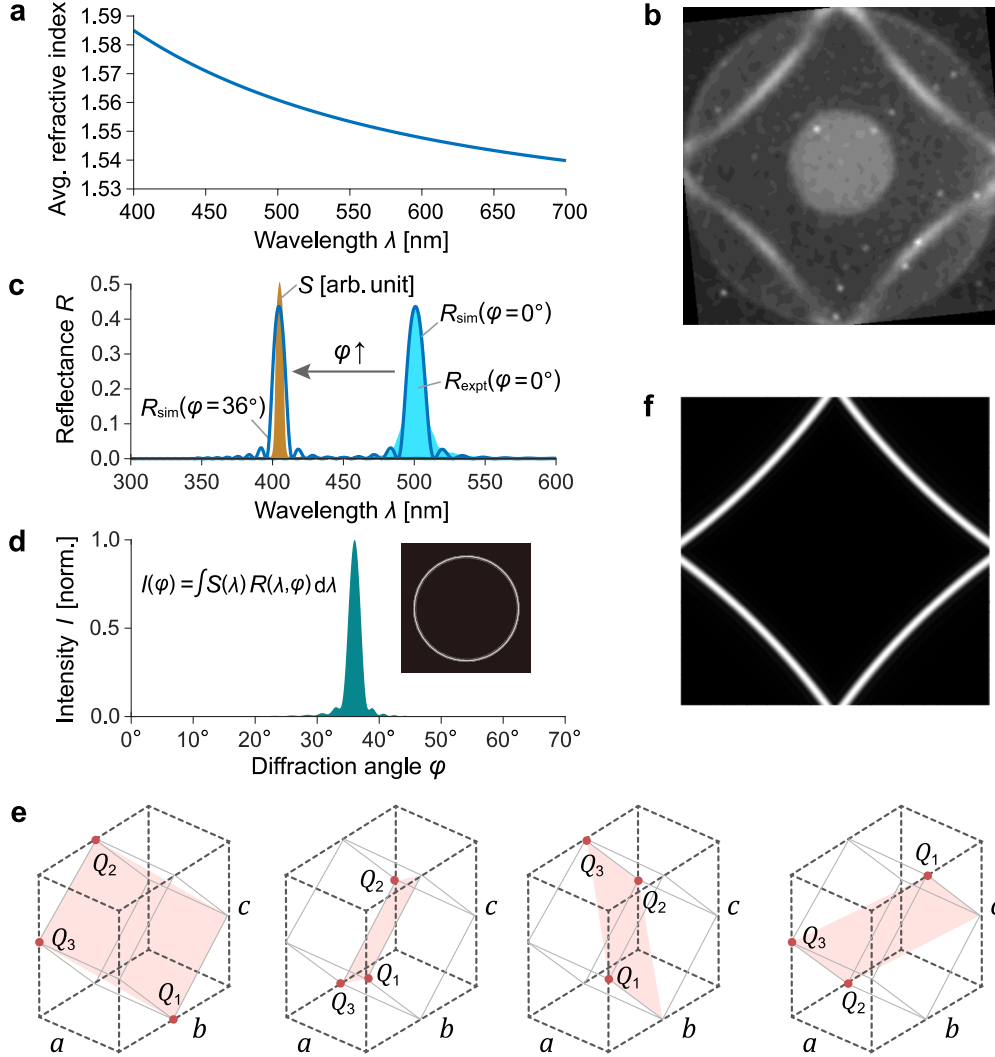 a
Avg. refractive index
1.59
1.58
1.57
1.56
1.55
1.54
1.53
400 450 500 550 600 650 700
Wavelength λ [nm]
b
c
Reflectance R
0.5
0.4
0.3
0.2
0.1
0.0
S [arb. unit]
φ ↑
R_sim(φ=0°)
R_expt(φ=0°)
R_sim(φ=36°)
300 350 400 450 500 550 600
Wavelength λ [nm]
d
Intensity I [norm.]
1.0
0.5
0.0
I(φ) = ∫S(λ) R(λ,φ) dλ
0° 10° 20° 30° 40° 50° 60° 70°
Diffraction angle φ
f
e
Q₂
Q₃
Q₁
a
b
c
Q₂
Q₁
Q₃
a
b
c
Q₃
Q₂
Q₁
a
b
c
Q₁
Q₃
Q₂
a
b
c